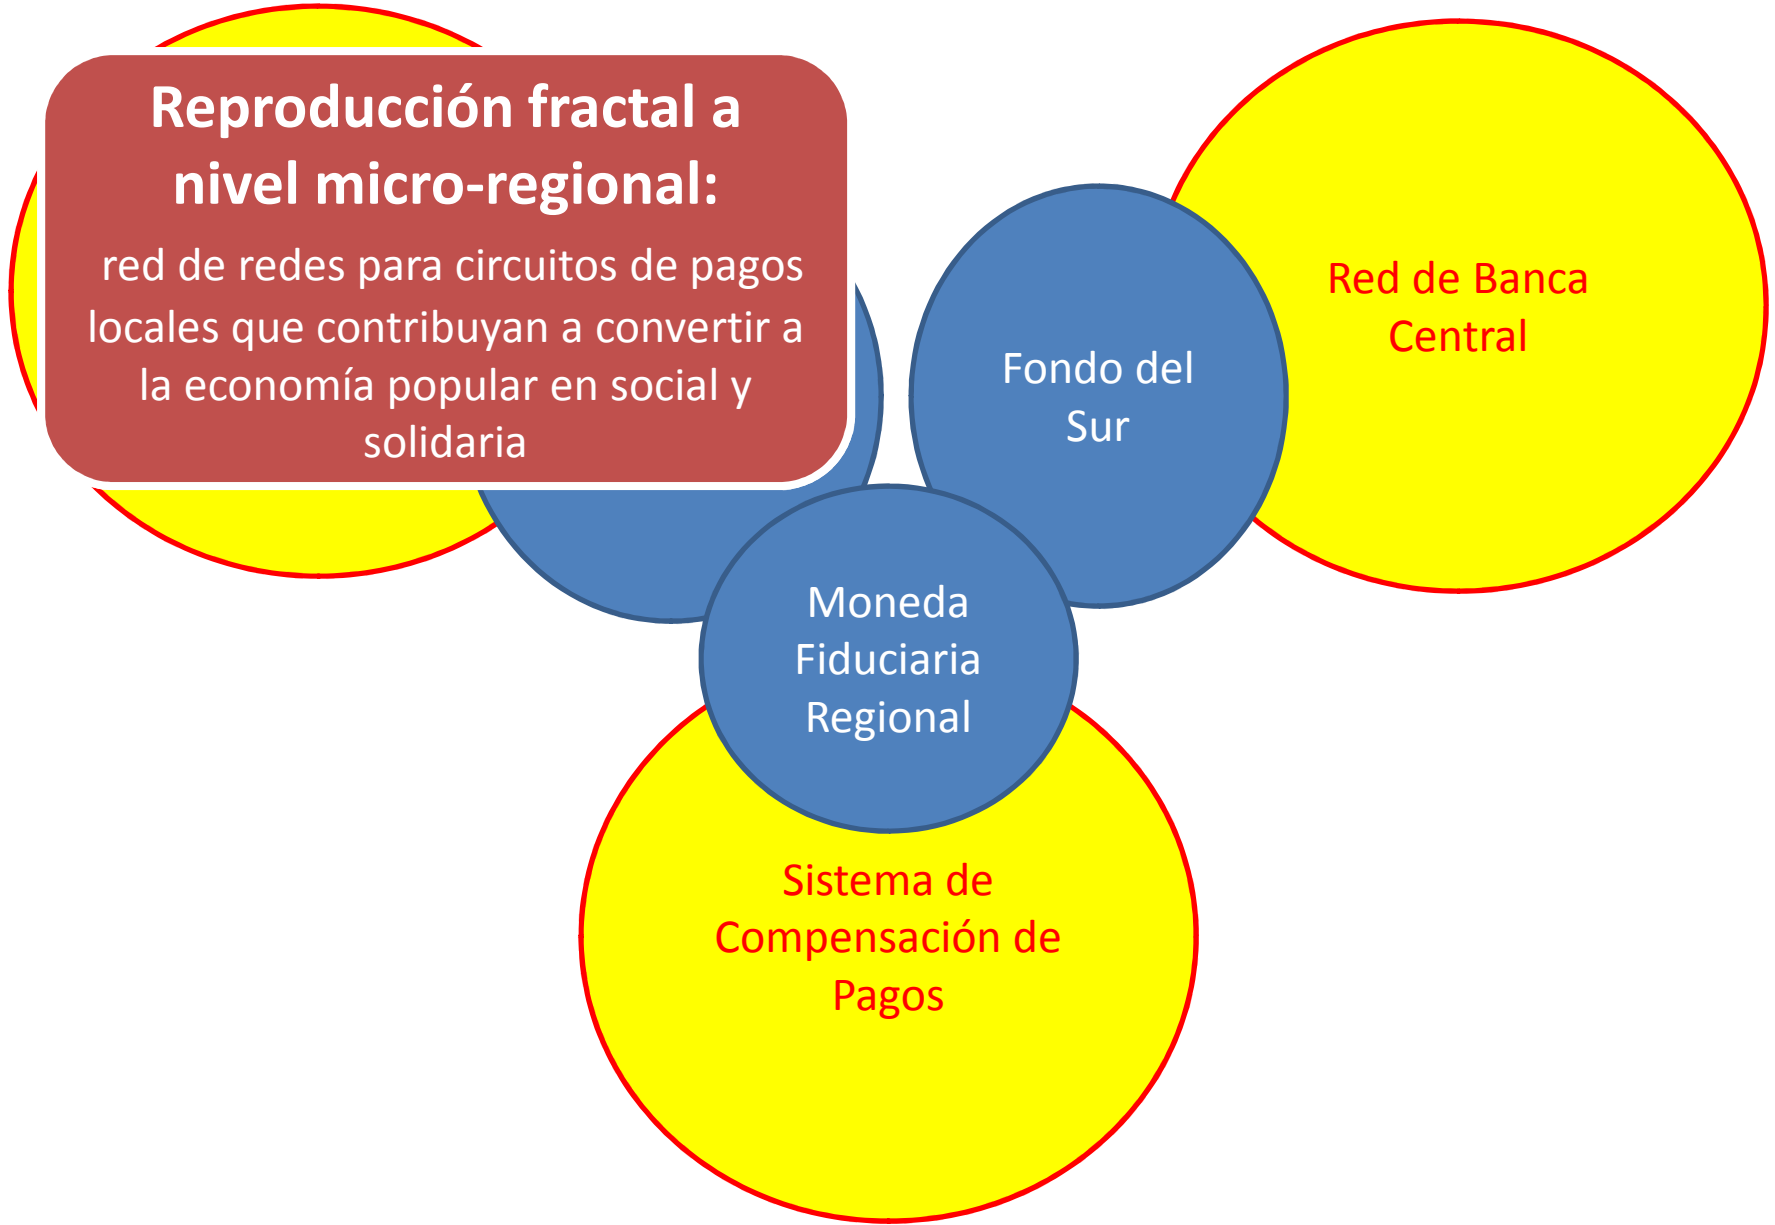 Reproducción fractal a
nivel micro-regional:
red de redes para circuitos de pagos
locales que contribuyan a convertir a
la economía popular en social y
solidaria
Red de Banca
Central
Fondo del
Sur
Moneda
Fiduciaria
Regional
Sistema de
Compensación de
Pagos